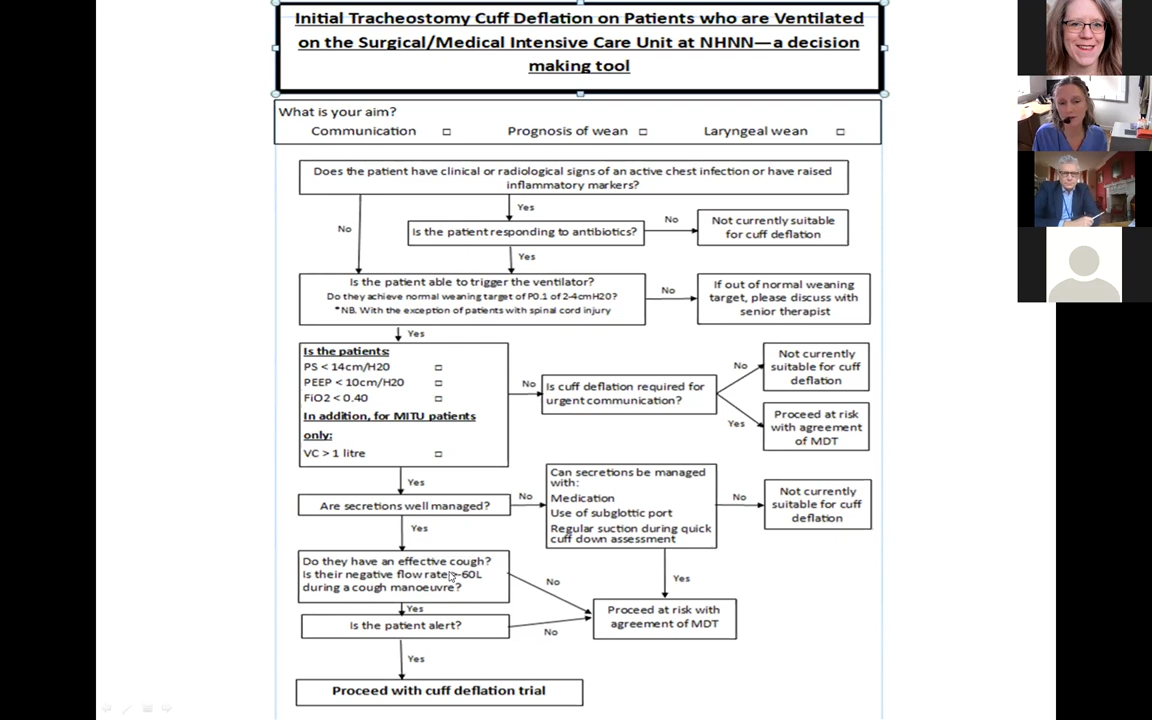 Initial Tracheostomy Cuff Deflation on Patients who are Ventilated
on the Surgical/Medical Intensive Care Unit at NHNN—a decision
making tool
What is your aim?
Communication □ Prognosis of wean □ Laryngeal wean □
Does the patient have clinical or radiological signs of an active chest infection or have raised
inflammatory markers?
Yes
No
Is the patient responding to antibiotics?
No
Not currently suitable
for cuff deflation
Yes
Is the patient able to trigger the ventilator?
Do they achieve normal weaning target of P0.1 of 2-4cmH20?
*NB. With the exception of patients with spinal cord injury
No
If out of normal weaning
target, please discuss with
senior therapist
Yes
Is the patients:
PS < 14cm/H20 □
PEEP < 10cm/H20 □
FiO2 < 0.40 □
In addition, for MITU patients
only:
VC > 1 litre □
No
Is cuff deflation required for
urgent communication?
No
Not currently
suitable for cuff
deflation
Yes
Proceed at risk
with agreement
of MDT
Yes
Are secretions well managed?
No
Can secretions be managed
with:
Medication
Use of subglottic port
Regular suction during quick
cuff down assessment
No
Not currently
suitable for cuff
deflation
Yes
Yes
Do they have an effective cough?
Is their negative flow rate -60L
during a cough manoeuvre?
No
Proceed at risk with
agreement of MDT
Yes
Is the patient alert?
No
Yes
Proceed with cuff deflation trial